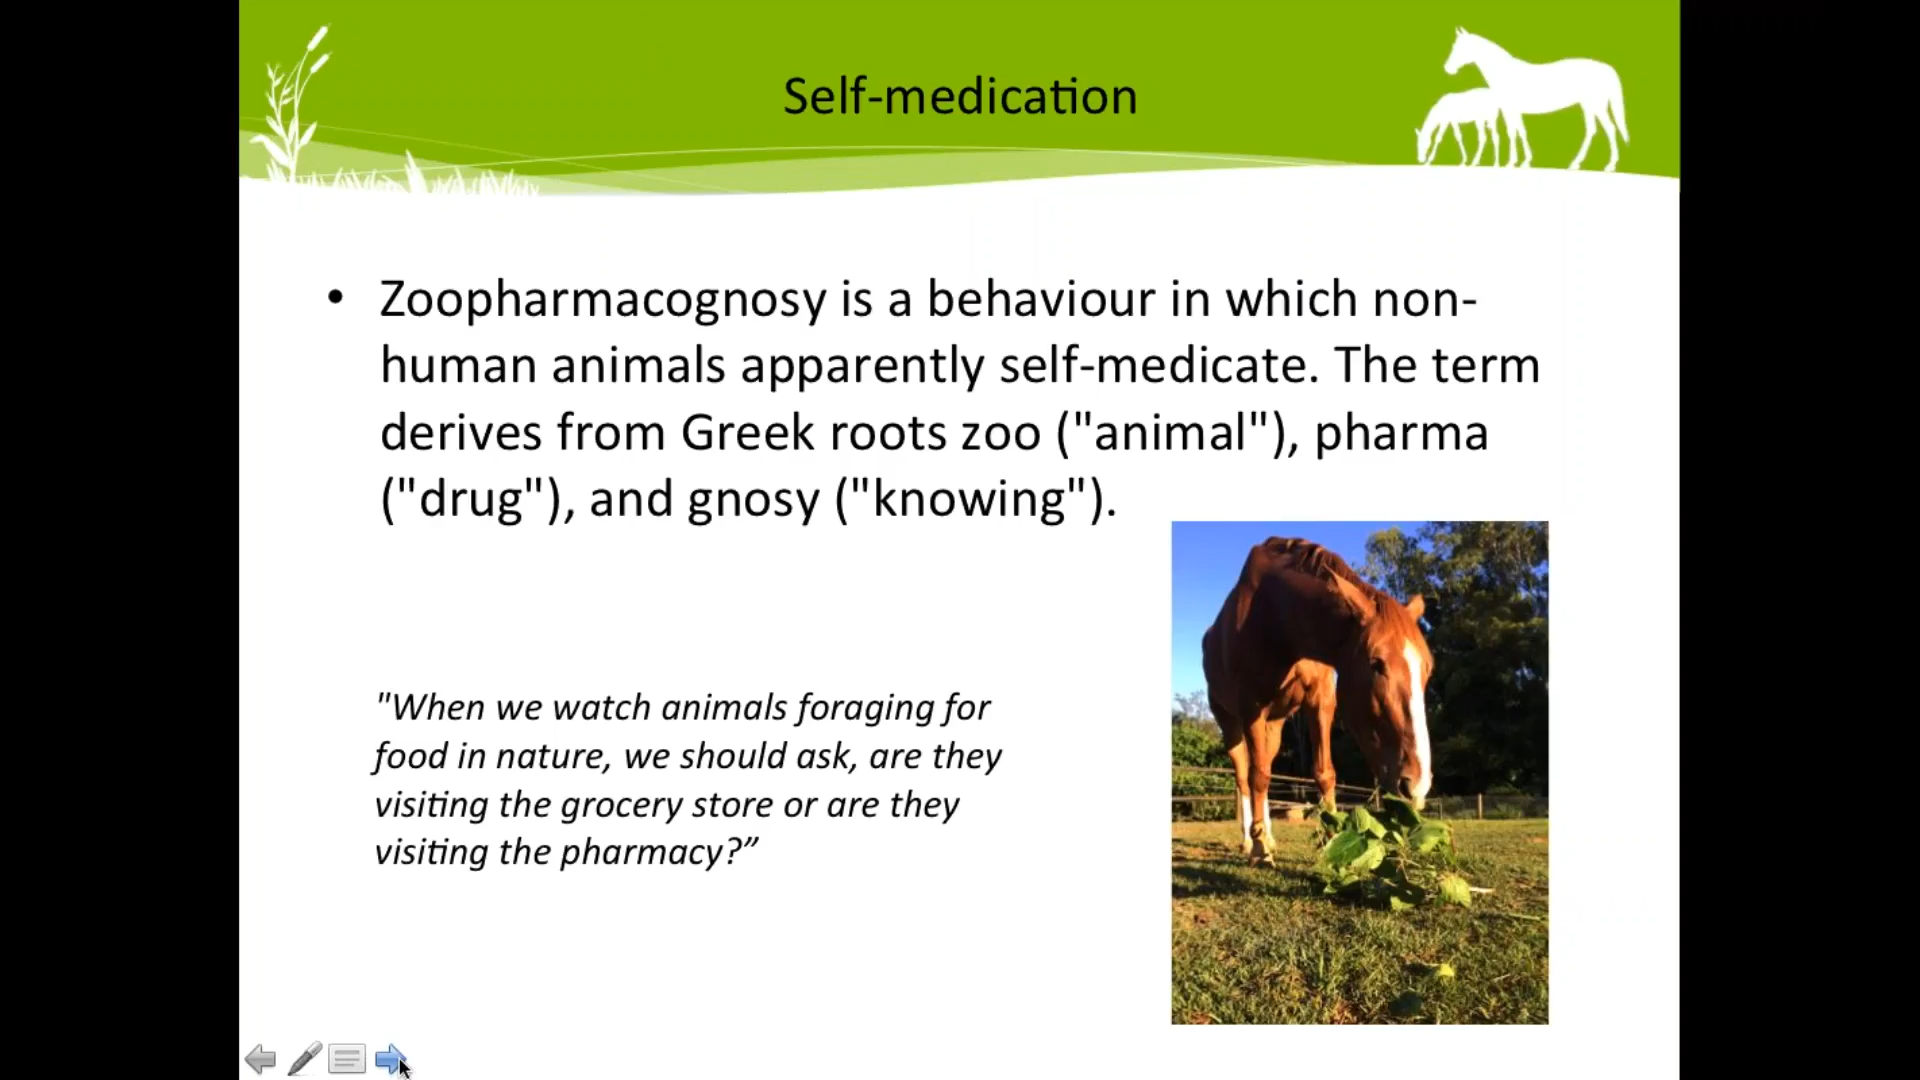 Self-medication
• Zoopharmacognosy is a behaviour in which non-
human animals apparently self-medicate. The term
derives from Greek roots zoo ("animal"), pharma
("drug"), and gnosy ("knowing").
"When we watch animals foraging for
food in nature, we should ask, are they
visiting the grocery store or are they
visiting the pharmacy?”